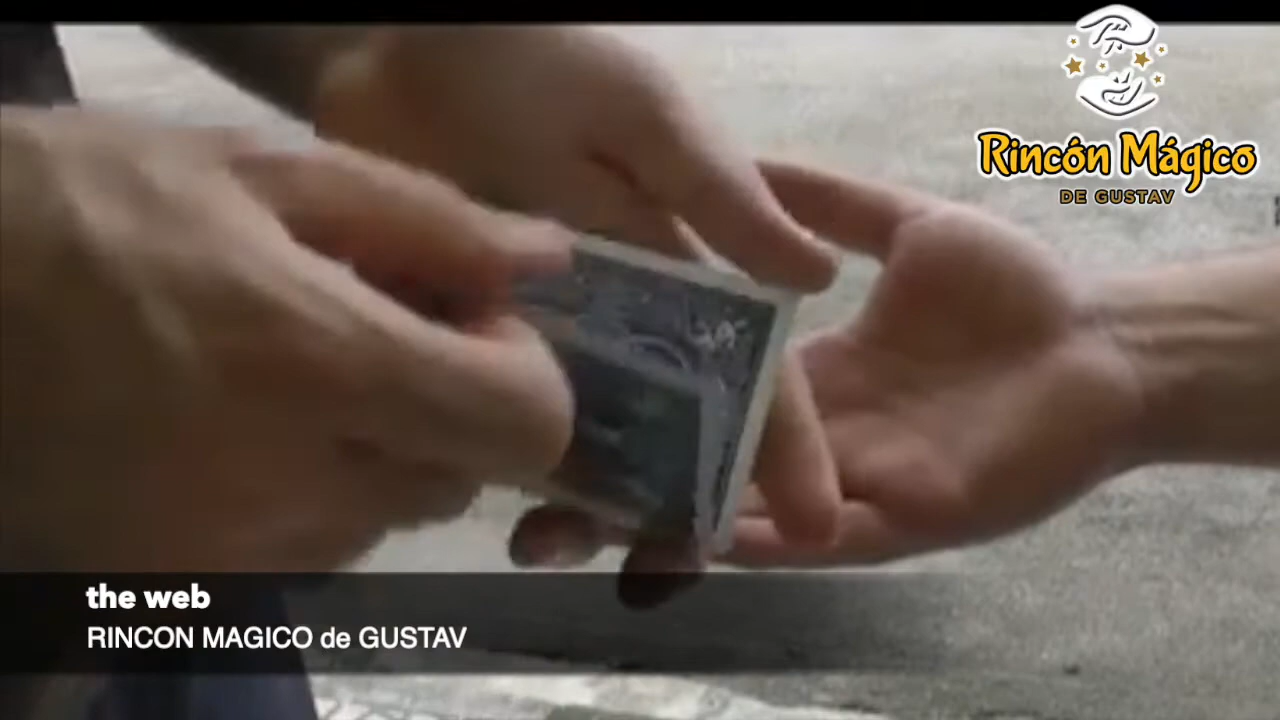 Rincón Mágico
DE GUSTAV
the web
RINCON MAGICO de GUSTAV